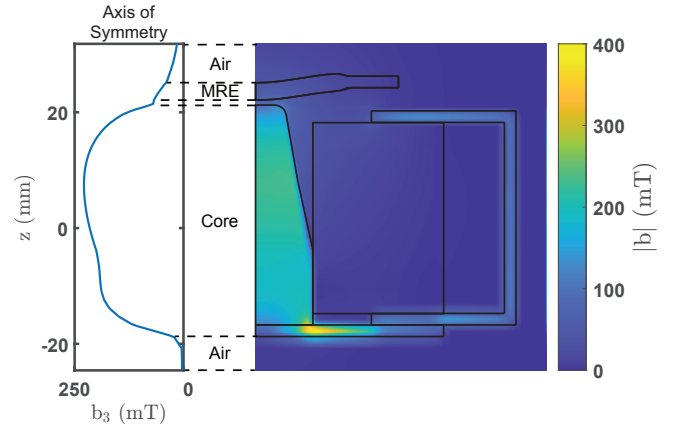 Axis of
Symmetry
Air
MRE
Core
Air
20
0
-20
z (mm)
250
0
b₃ (mT)
400
300
200
100
0
|b| (mT)